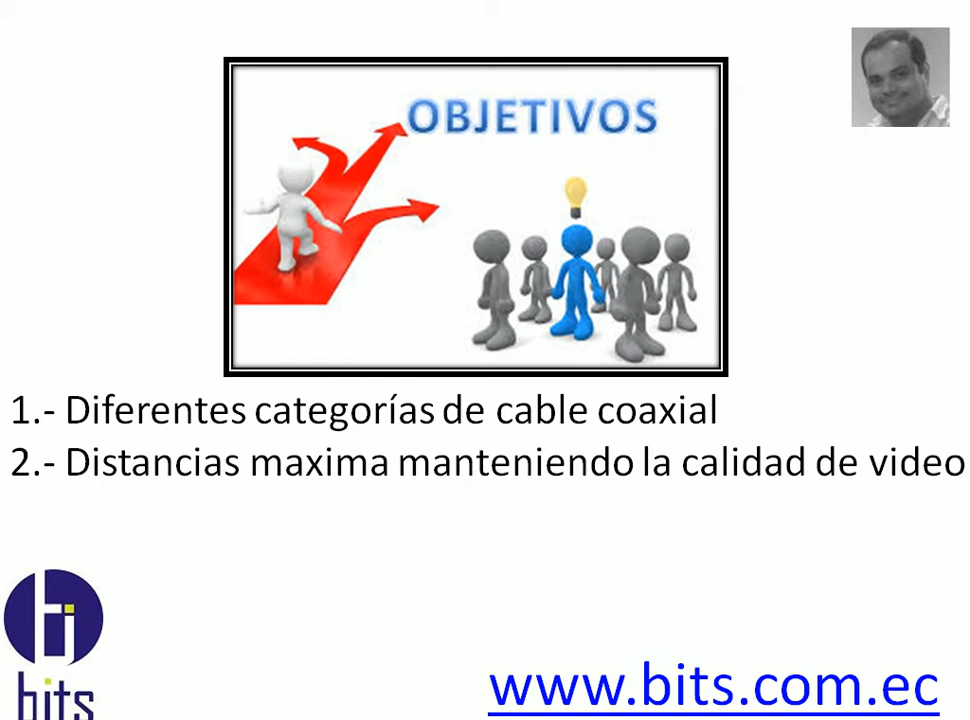 OBJETIVOS
1.- Diferentes categorías de cable coaxial
2.- Distancias maxima manteniendo la calidad de video
bits
www.bits.com.ec